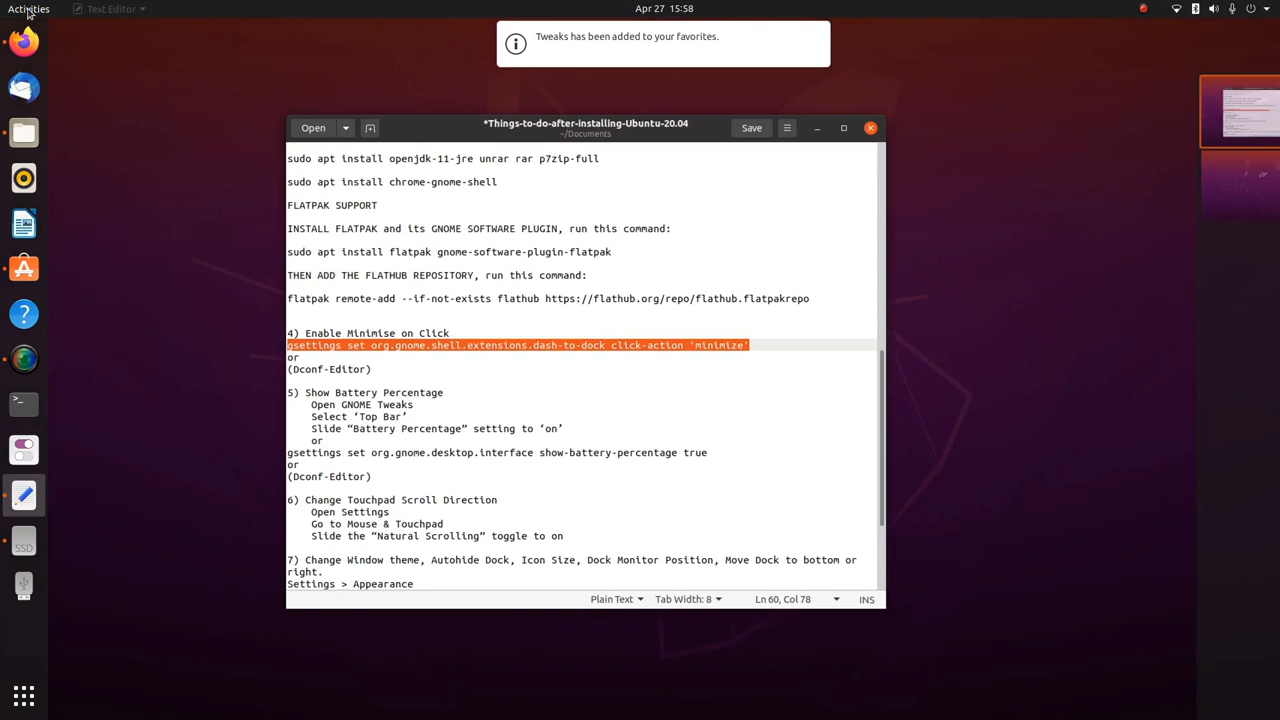 Activities
Text Editor
Apr 27 15:58
Tweaks has been added to your favorites.
Open
*Things-to-do-after-installing-Ubuntu-20.04
~/Documents
Save
sudo apt install openjdk-11-jre unrar rar p7zip-full
sudo apt install chrome-gnome-shell
FLATPAK SUPPORT
INSTALL FLATPAK and its GNOME SOFTWARE PLUGIN, run this command:
sudo apt install flatpak gnome-software-plugin-flatpak
THEN ADD THE FLATHUB REPOSITORY, run this command:
flatpak remote-add --if-not-exists flathub https://flathub.org/repo/flathub.flatpakrepo
4) Enable Minimise on Click
gsettings set org.gnome.shell.extensions.dash-to-dock click-action 'minimize'
or
(Dconf-Editor)
5) Show Battery Percentage
Open GNOME Tweaks
Select ‘Top Bar’
Slide “Battery Percentage” setting to ‘on’
or
gsettings set org.gnome.desktop.interface show-battery-percentage true
or
(Dconf-Editor)
6) Change Touchpad Scroll Direction
Open Settings
Go to Mouse & Touchpad
Slide the “Natural Scrolling” toggle to on
7) Change Window theme, Autohide Dock, Icon Size, Dock Monitor Position, Move Dock to bottom or
right.
Settings > Appearance
Plain Text
Tab Width: 8
Ln 60, Col 78
INS
SSD